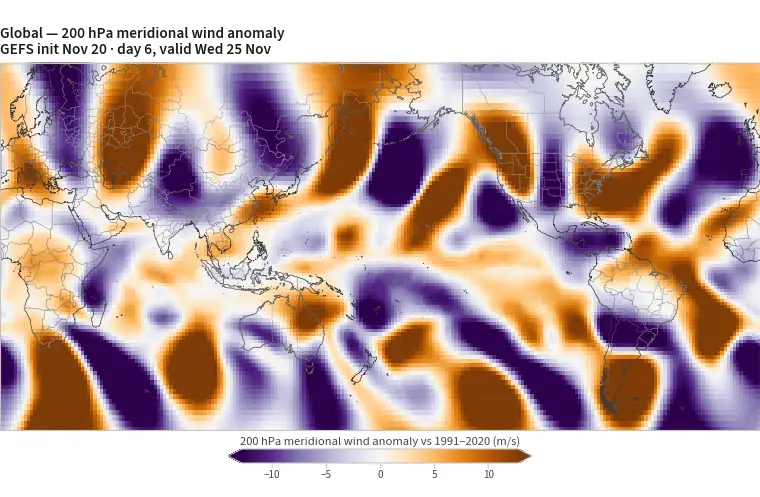 Global — 200 hPa meridional wind anomaly
GEFS init Nov 20 · day 6, valid Wed 25 Nov
200 hPa meridional wind anomaly vs 1991–2020 (m/s)
−10 −5 0 5 10